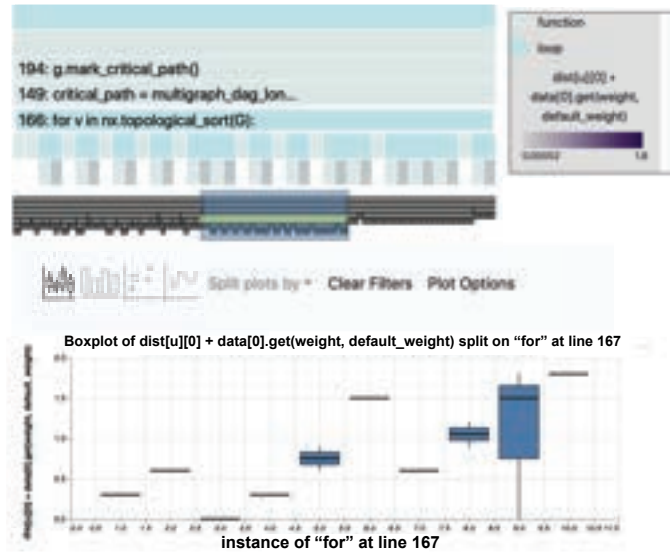 function
loop
dist[u][0] +
data[0].get(weight,
default_weight)
0.00002 1.8
194: g.mark_critical_path()
149: critical_path = multigraph_dag_lon...
166: for v in nx.topological_sort(G):
Split plots by Clear Filters Plot Options
Boxplot of dist[u][0] + data[0].get(weight, default_weight) split on “for” at line 167
instance of “for” at line 167